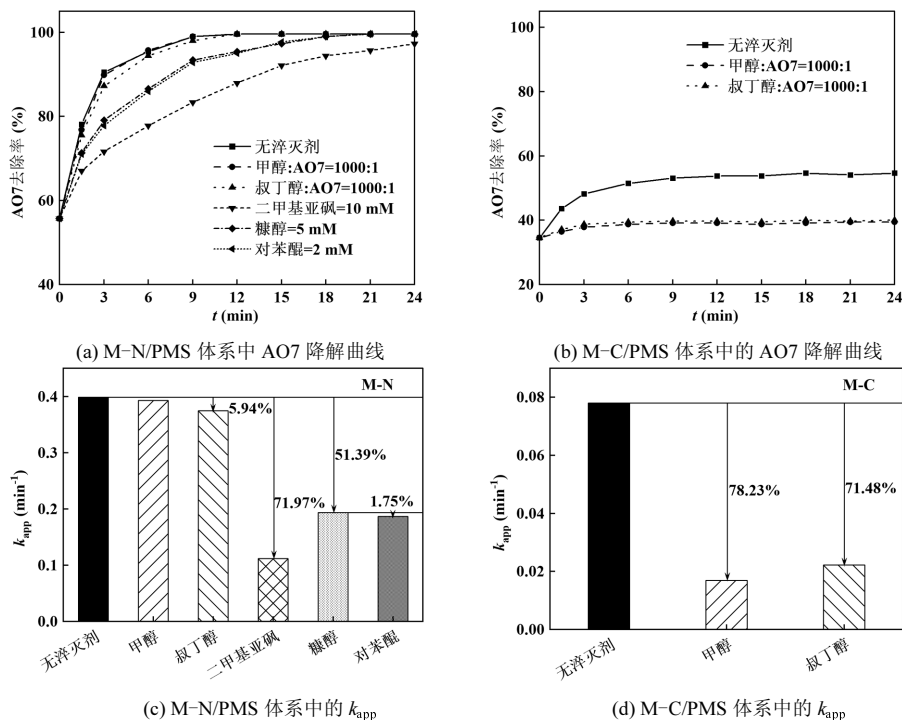 (a)
100
80
60
40
AO7去除率 (%)
无淬灭剂
甲醇:AO7=1000:1
叔丁醇:AO7=1000:1
二甲基亚砜=10 mM
糠醇=5 mM
对苯醌=2 mM
0 3 6 9 12 15 18 21 24
t (min)
(a) M−N/PMS 体系中 AO7 降解曲线
(b)
100
80
60
40
20
AO7去除率 (%)
无淬灭剂
甲醇:AO7=1000:1
叔丁醇:AO7=1000:1
0 3 6 9 12 15 18 21 24
t (min)
(b) M−C/PMS 体系中的 AO7 降解曲线
M-N
0.4
0.3
0.2
0.1
0.0
kapp (min⁻¹)
5.94%
71.97%
51.39%
1.75%
无淬灭剂
甲醇
叔丁醇
二甲基亚砜
糠醇
对苯醌
(c) M−N/PMS 体系中的 kapp
M-C
0.08
0.06
0.04
0.02
0.00
kapp (min⁻¹)
78.23%
71.48%
无淬灭剂
甲醇
叔丁醇
(d) M−C/PMS 体系中的 kapp